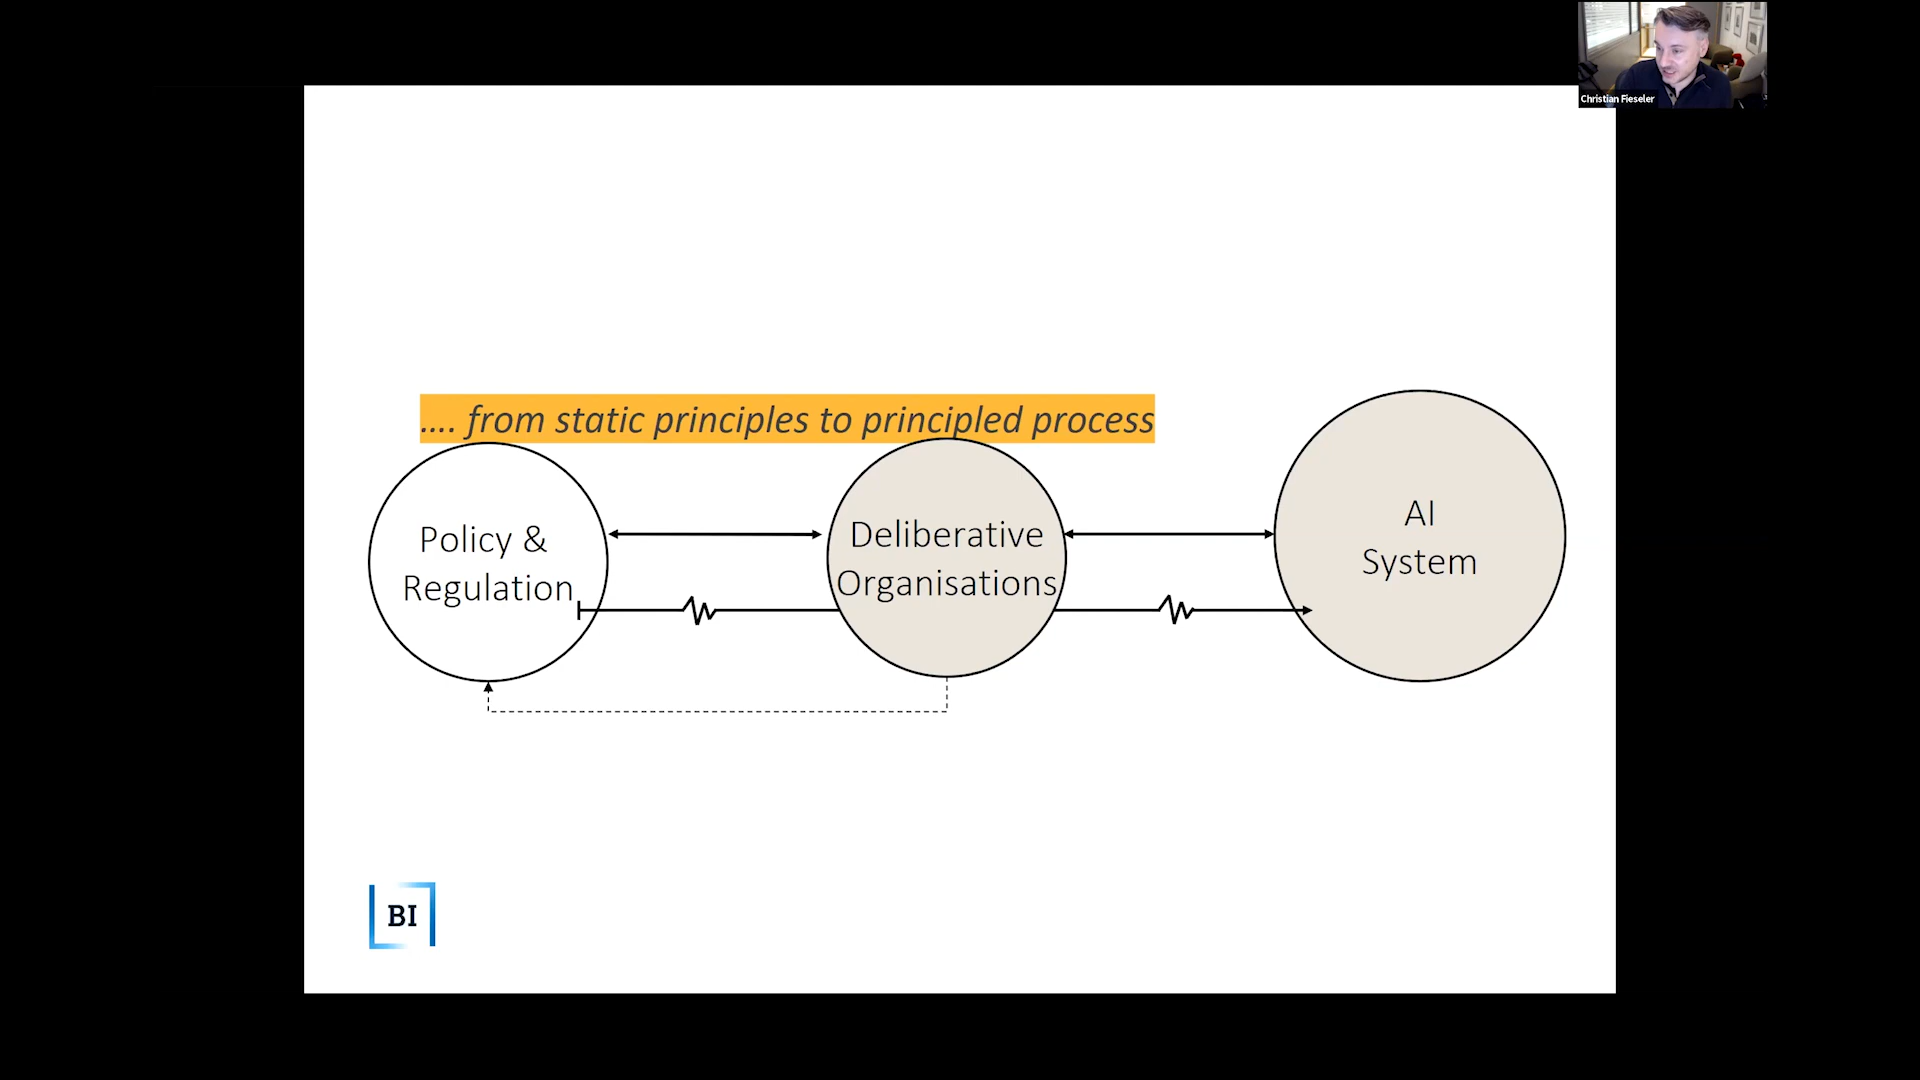 Christian Fieseler
.... from static principles to principled process
Policy &
Regulation
Deliberative
Organisations
AI
System
BI